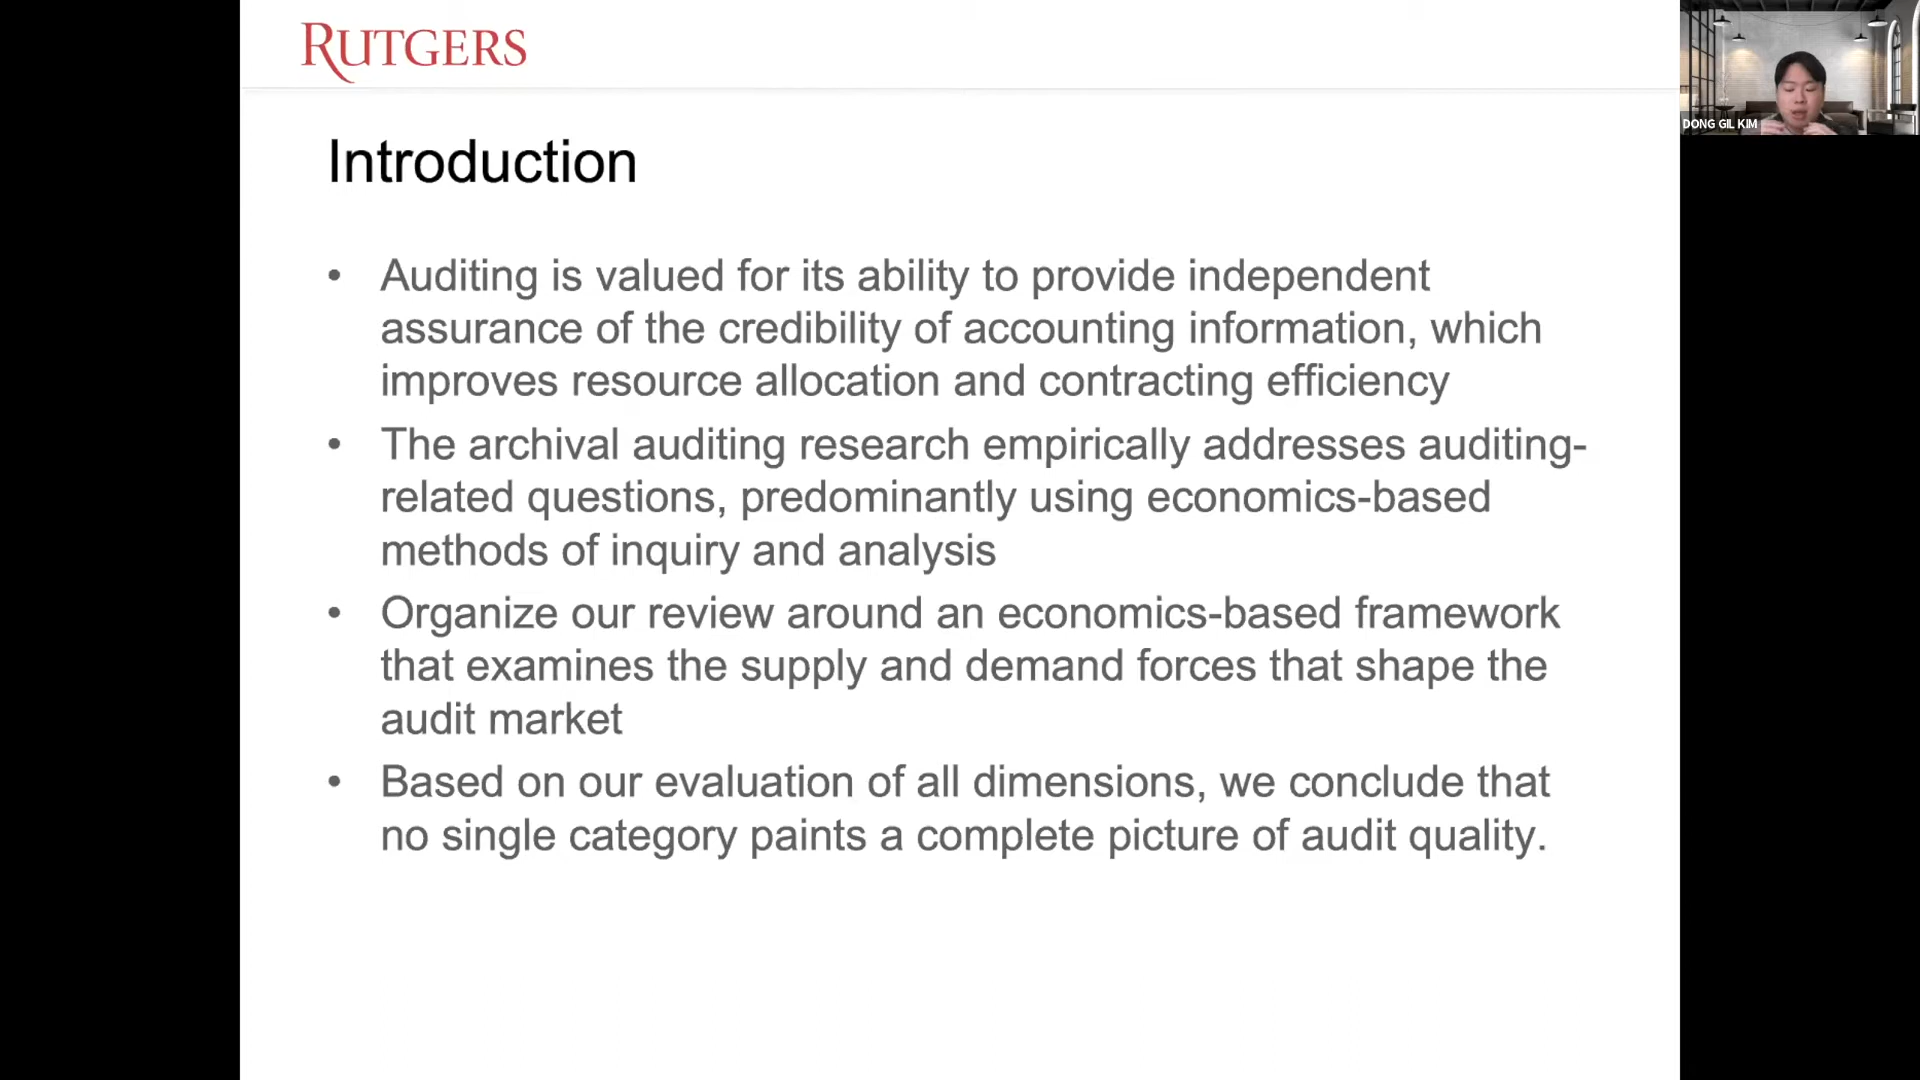 RUTGERS
DONG GIL KIM
Introduction
• Auditing is valued for its ability to provide independent
assurance of the credibility of accounting information, which
improves resource allocation and contracting efficiency
• The archival auditing research empirically addresses auditing-
related questions, predominantly using economics-based
methods of inquiry and analysis
• Organize our review around an economics-based framework
that examines the supply and demand forces that shape the
audit market
• Based on our evaluation of all dimensions, we conclude that
no single category paints a complete picture of audit quality.